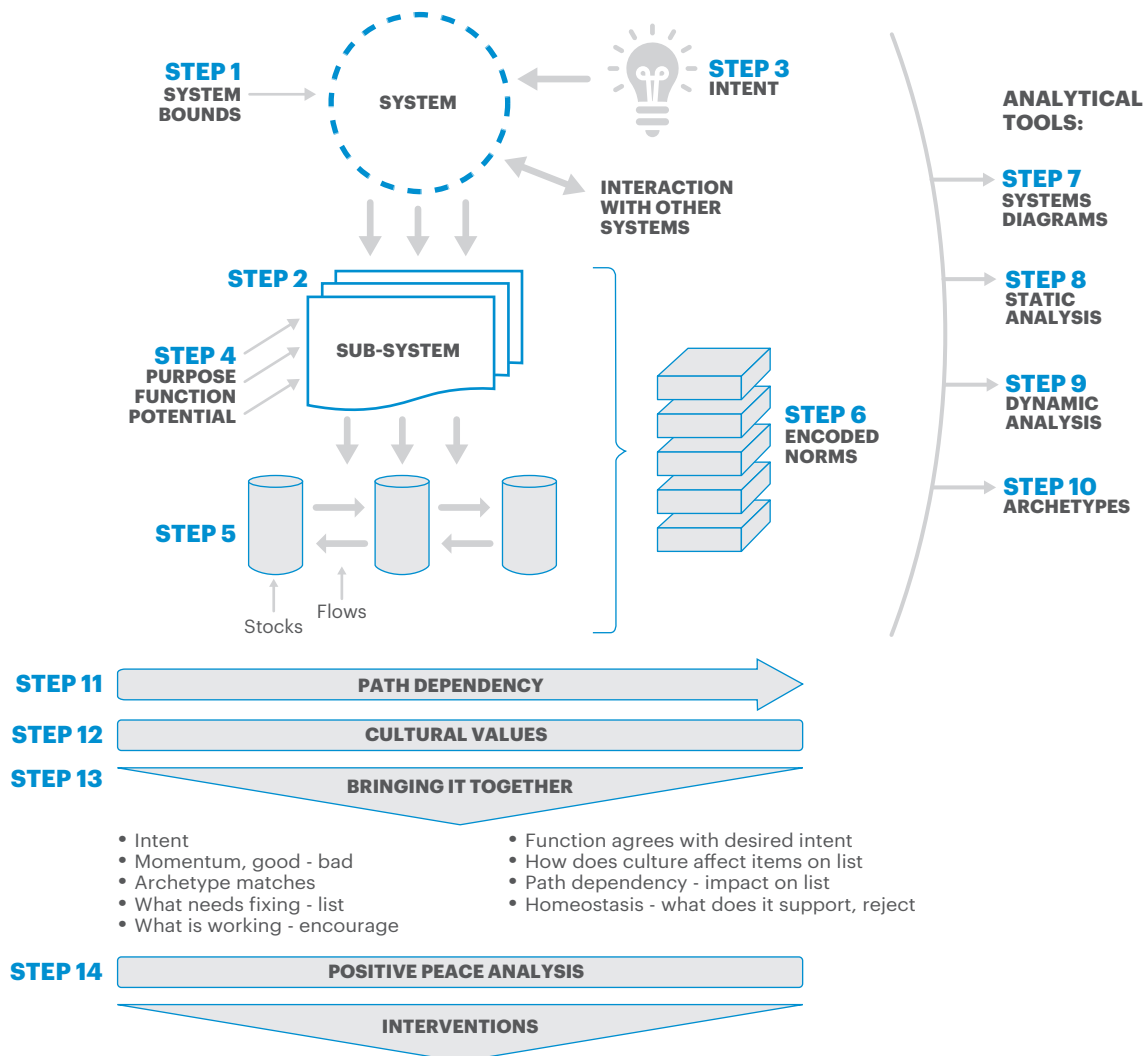 STEP 1
SYSTEM
BOUNDS
SYSTEM
STEP 3
INTENT
INTERACTION
WITH OTHER
SYSTEMS
STEP 2
SUB-SYSTEM
STEP 4
PURPOSE
FUNCTION
POTENTIAL
STEP 5
Stocks
Flows
STEP 6
ENCODED
NORMS
ANALYTICAL
TOOLS:
STEP 7
SYSTEMS
DIAGRAMS
STEP 8
STATIC
ANALYSIS
STEP 9
DYNAMIC
ANALYSIS
STEP 10
ARCHETYPES
STEP 11
PATH DEPENDENCY
STEP 12
CULTURAL VALUES
STEP 13
BRINGING IT TOGETHER
• Intent
• Momentum, good - bad
• Archetype matches
• What needs fixing - list
• What is working - encourage
• Function agrees with desired intent
• How does culture affect items on list
• Path dependency - impact on list
• Homeostasis - what does it support, reject
STEP 14
POSITIVE PEACE ANALYSIS
INTERVENTIONS